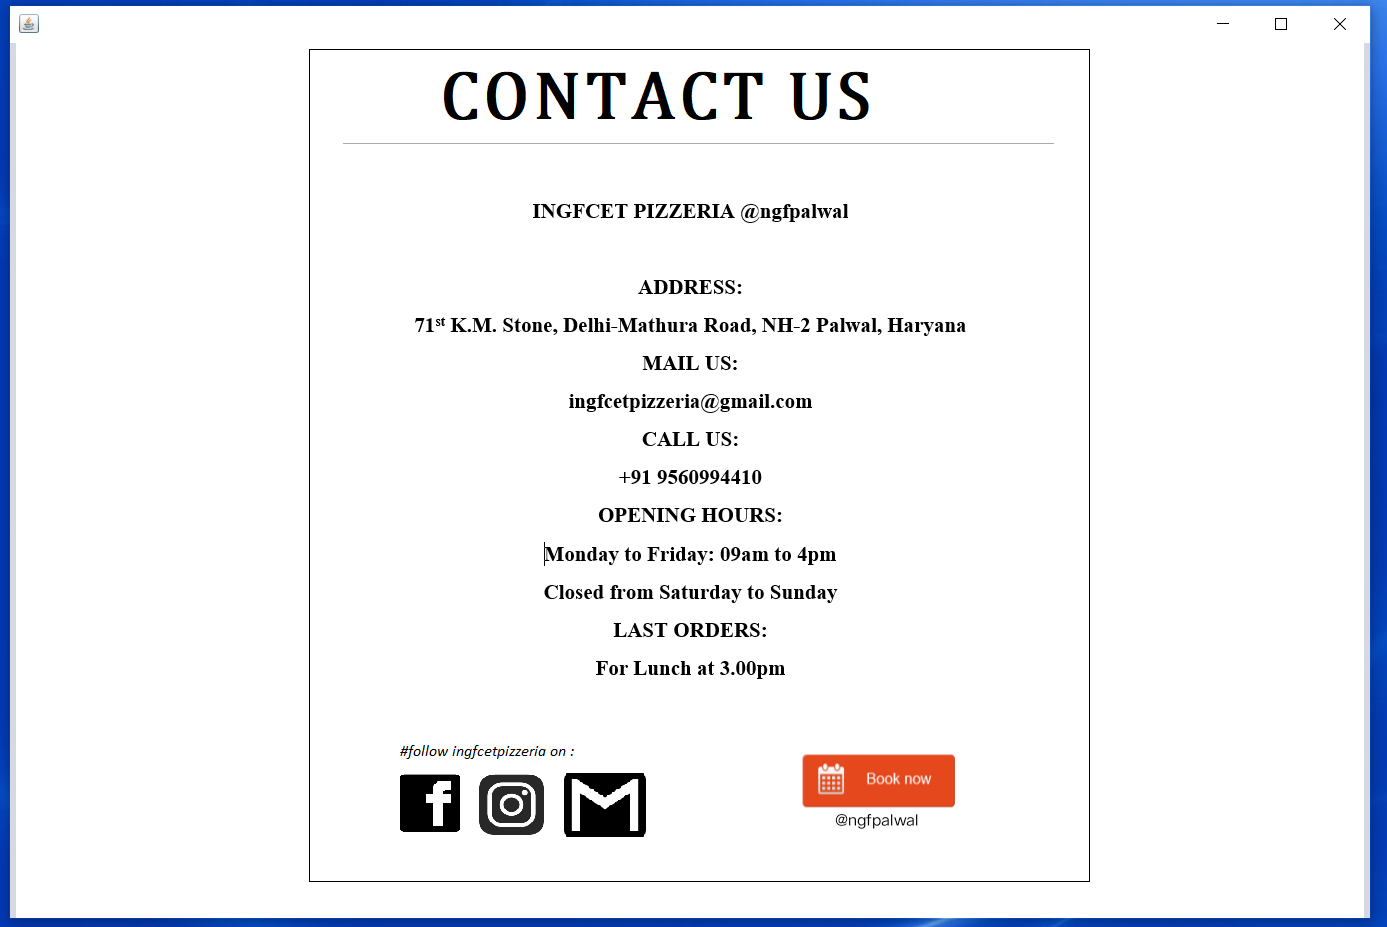 CONTACT US
INGFCET PIZZERIA @ngfpalwal
ADDRESS:
71st K.M. Stone, Delhi-Mathura Road, NH-2 Palwal, Haryana
MAIL US:
ingfcetpizzeria@gmail.com
CALL US:
+91 9560994410
OPENING HOURS:
Monday to Friday: 09am to 4pm
Closed from Saturday to Sunday
LAST ORDERS:
For Lunch at 3.00pm
#follow ingfcetpizzeria on :
Book now
@ngfpalwal